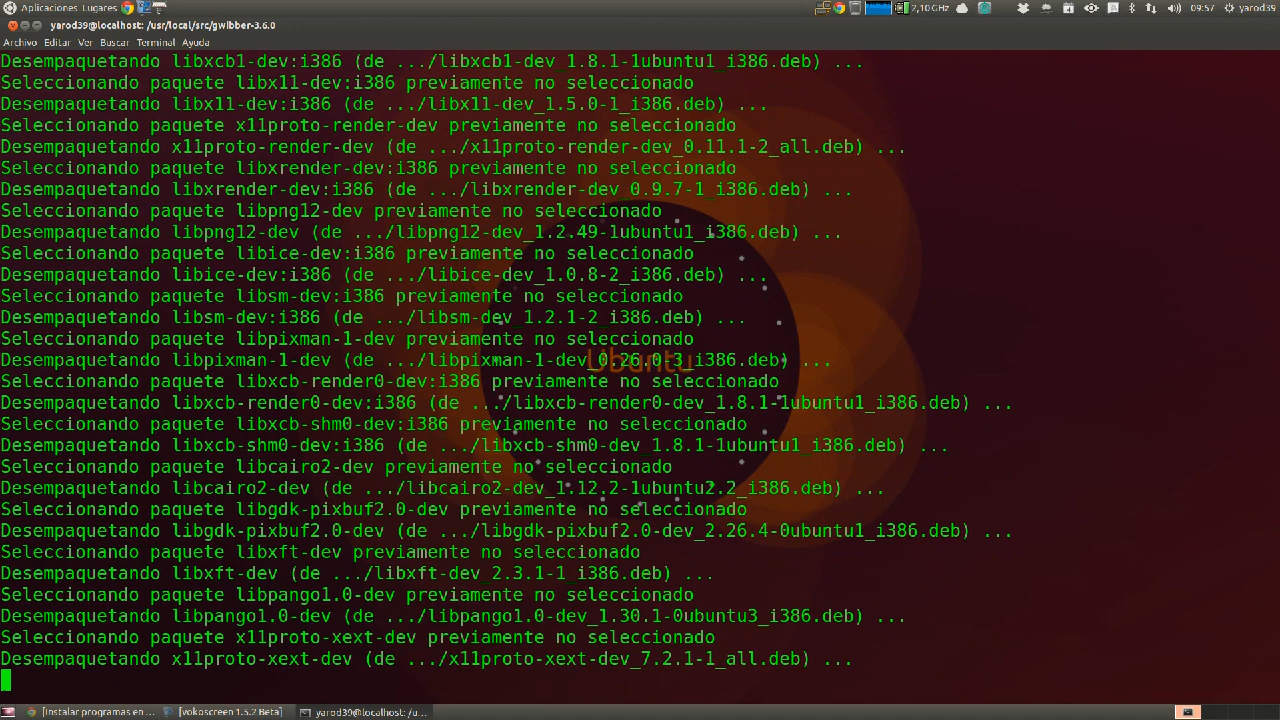 Aplicaciones Lugares 2,10 GHz 09:57 yarod39
yarod39@localhost: /usr/local/src/gwibber-3.6.0
Archivo Editar Ver Buscar Terminal Ayuda
Desempaquetando libxcb1-dev:i386 (de .../libxcb1-dev_1.8.1-1ubuntu1_i386.deb) ...
Seleccionando paquete libx11-dev:i386 previamente no seleccionado
Desempaquetando libx11-dev:i386 (de .../libx11-dev_1.5.0-1_i386.deb) ...
Seleccionando paquete x11proto-render-dev previamente no seleccionado
Desempaquetando x11proto-render-dev (de .../x11proto-render-dev_0.11.1-2_all.deb) ...
Seleccionando paquete libxrender-dev:i386 previamente no seleccionado
Desempaquetando libxrender-dev:i386 (de .../libxrender-dev_0.9.7-1_i386.deb) ...
Seleccionando paquete libpng12-dev previamente no seleccionado
Desempaquetando libpng12-dev (de .../libpng12-dev_1.2.49-1ubuntu1_i386.deb) ...
Seleccionando paquete libice-dev:i386 previamente no seleccionado
Desempaquetando libice-dev:i386 (de .../libice-dev_1.0.8-2_i386.deb) ...
Seleccionando paquete libsm-dev:i386 previamente no seleccionado
Desempaquetando libsm-dev:i386 (de .../libsm-dev_1.2.1-2_i386.deb) ...
Seleccionando paquete libpixman-1-dev previamente no seleccionado
Desempaquetando libpixman-1-dev (de .../libpixman-1-dev_0.26.0-3_i386.deb) ...
Ubuntu
Seleccionando paquete libxcb-render0-dev:i386 previamente no seleccionado
Desempaquetando libxcb-render0-dev:i386 (de .../libxcb-render0-dev_1.8.1-1ubuntu1_i386.deb) ...
Seleccionando paquete libxcb-shm0-dev:i386 previamente no seleccionado
Desempaquetando libxcb-shm0-dev:i386 (de .../libxcb-shm0-dev_1.8.1-1ubuntu1_i386.deb) ...
Seleccionando paquete libcairo2-dev previamente no seleccionado
Desempaquetando libcairo2-dev (de .../libcairo2-dev_1.12.2-1ubuntu2.2_i386.deb) ...
Seleccionando paquete libgdk-pixbuf2.0-dev previamente no seleccionado
Desempaquetando libgdk-pixbuf2.0-dev (de .../libgdk-pixbuf2.0-dev_2.26.4-0ubuntu1_i386.deb) ...
Seleccionando paquete libxft-dev previamente no seleccionado
Desempaquetando libxft-dev (de .../libxft-dev_2.3.1-1_i386.deb) ...
Seleccionando paquete libpango1.0-dev previamente no seleccionado
Desempaquetando libpango1.0-dev (de .../libpango1.0-dev_1.30.1-0ubuntu3_i386.deb) ...
Seleccionando paquete x11proto-xext-dev previamente no seleccionado
Desempaquetando x11proto-xext-dev (de .../x11proto-xext-dev_7.2.1-1_all.deb) ...
[Instalar programas en ... [vokoscreen 1.5.2 Beta] yarod39@localhost: /u...